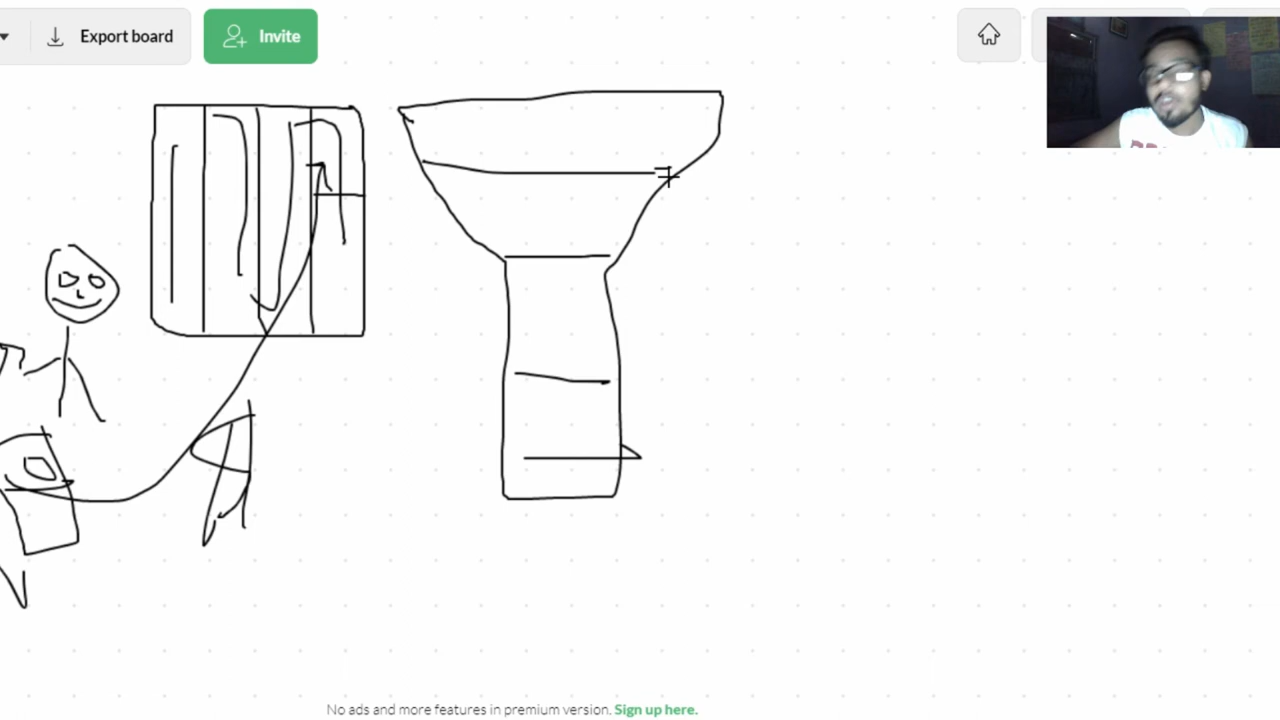 Export board
Invite
No ads and more features in premium version. Sign up here.